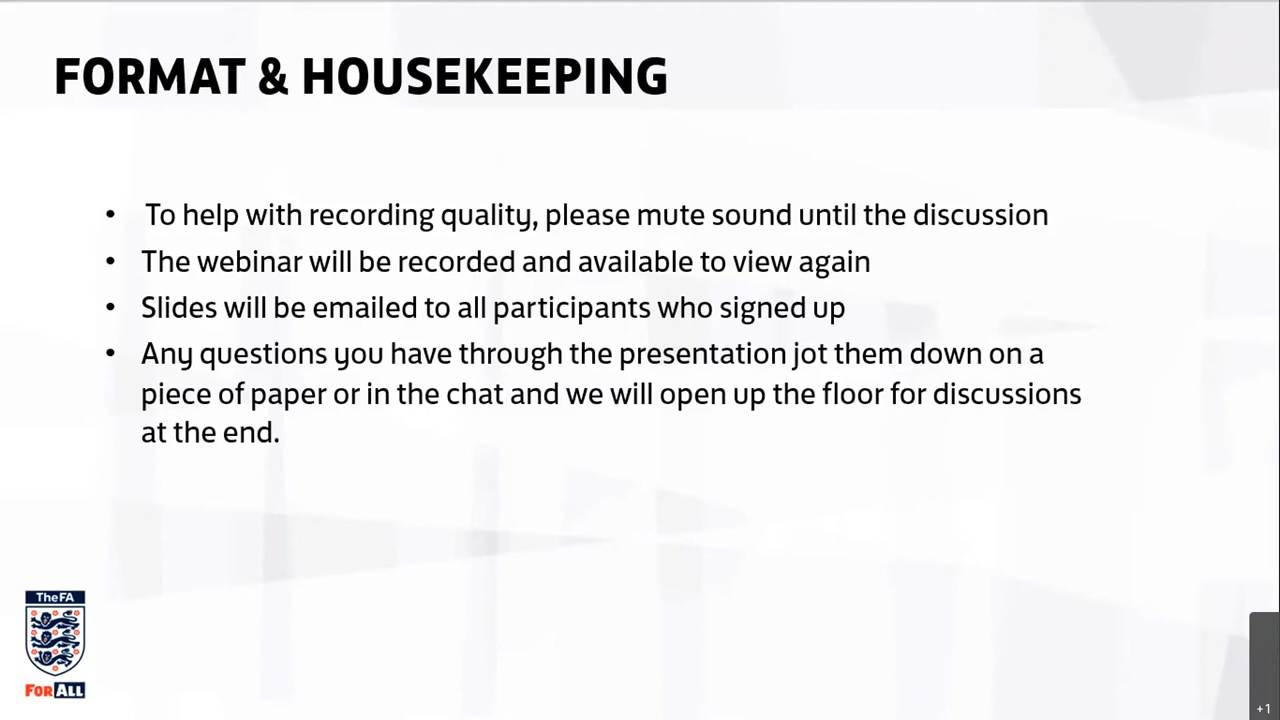 FORMAT & HOUSEKEEPING
• To help with recording quality, please mute sound until the discussion
• The webinar will be recorded and available to view again
• Slides will be emailed to all participants who signed up
• Any questions you have through the presentation jot them down on a
piece of paper or in the chat and we will open up the floor for discussions
at the end.
The FA
FOR ALL
+1